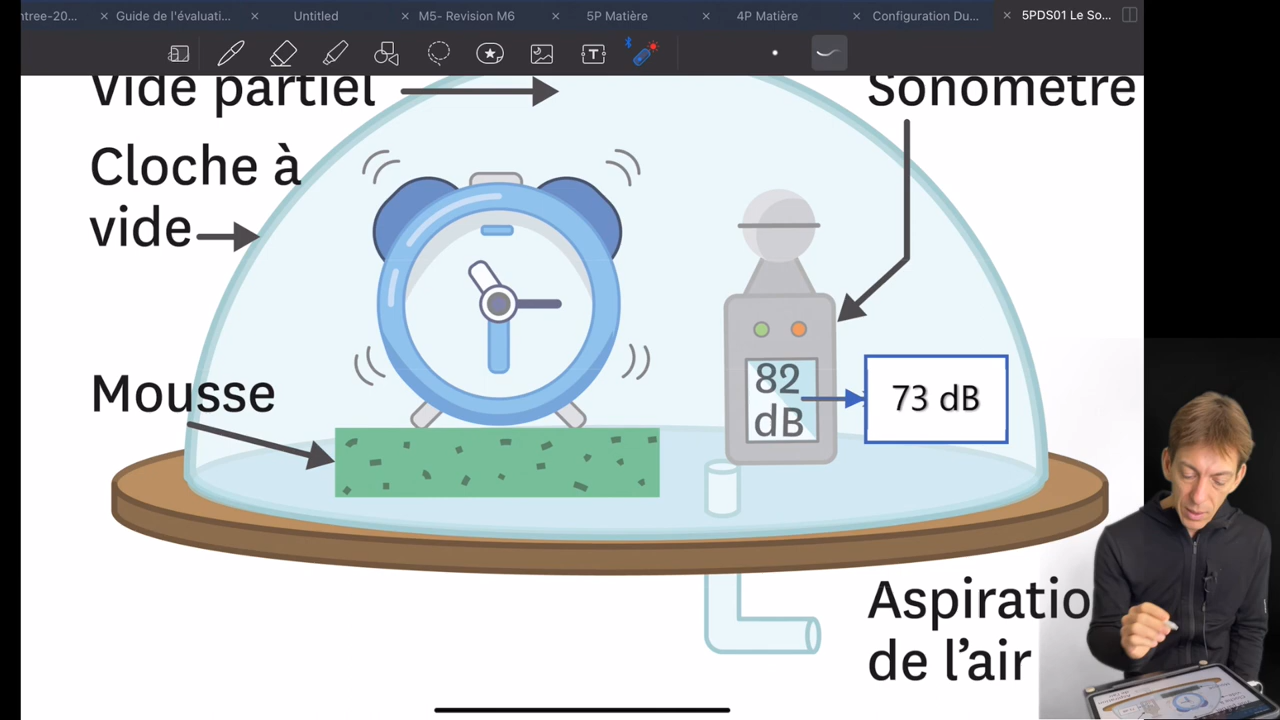 ntree-20...
Guide de l'évaluati...
Untitled
M5- Revision M6
5P Matière
4P Matière
Configuration Du...
5PDS01 Le So...
T
Vide partiel
Sonomètre
Cloche à
vide
82
dB
73 dB
Mousse
Aspiratio
de l'air